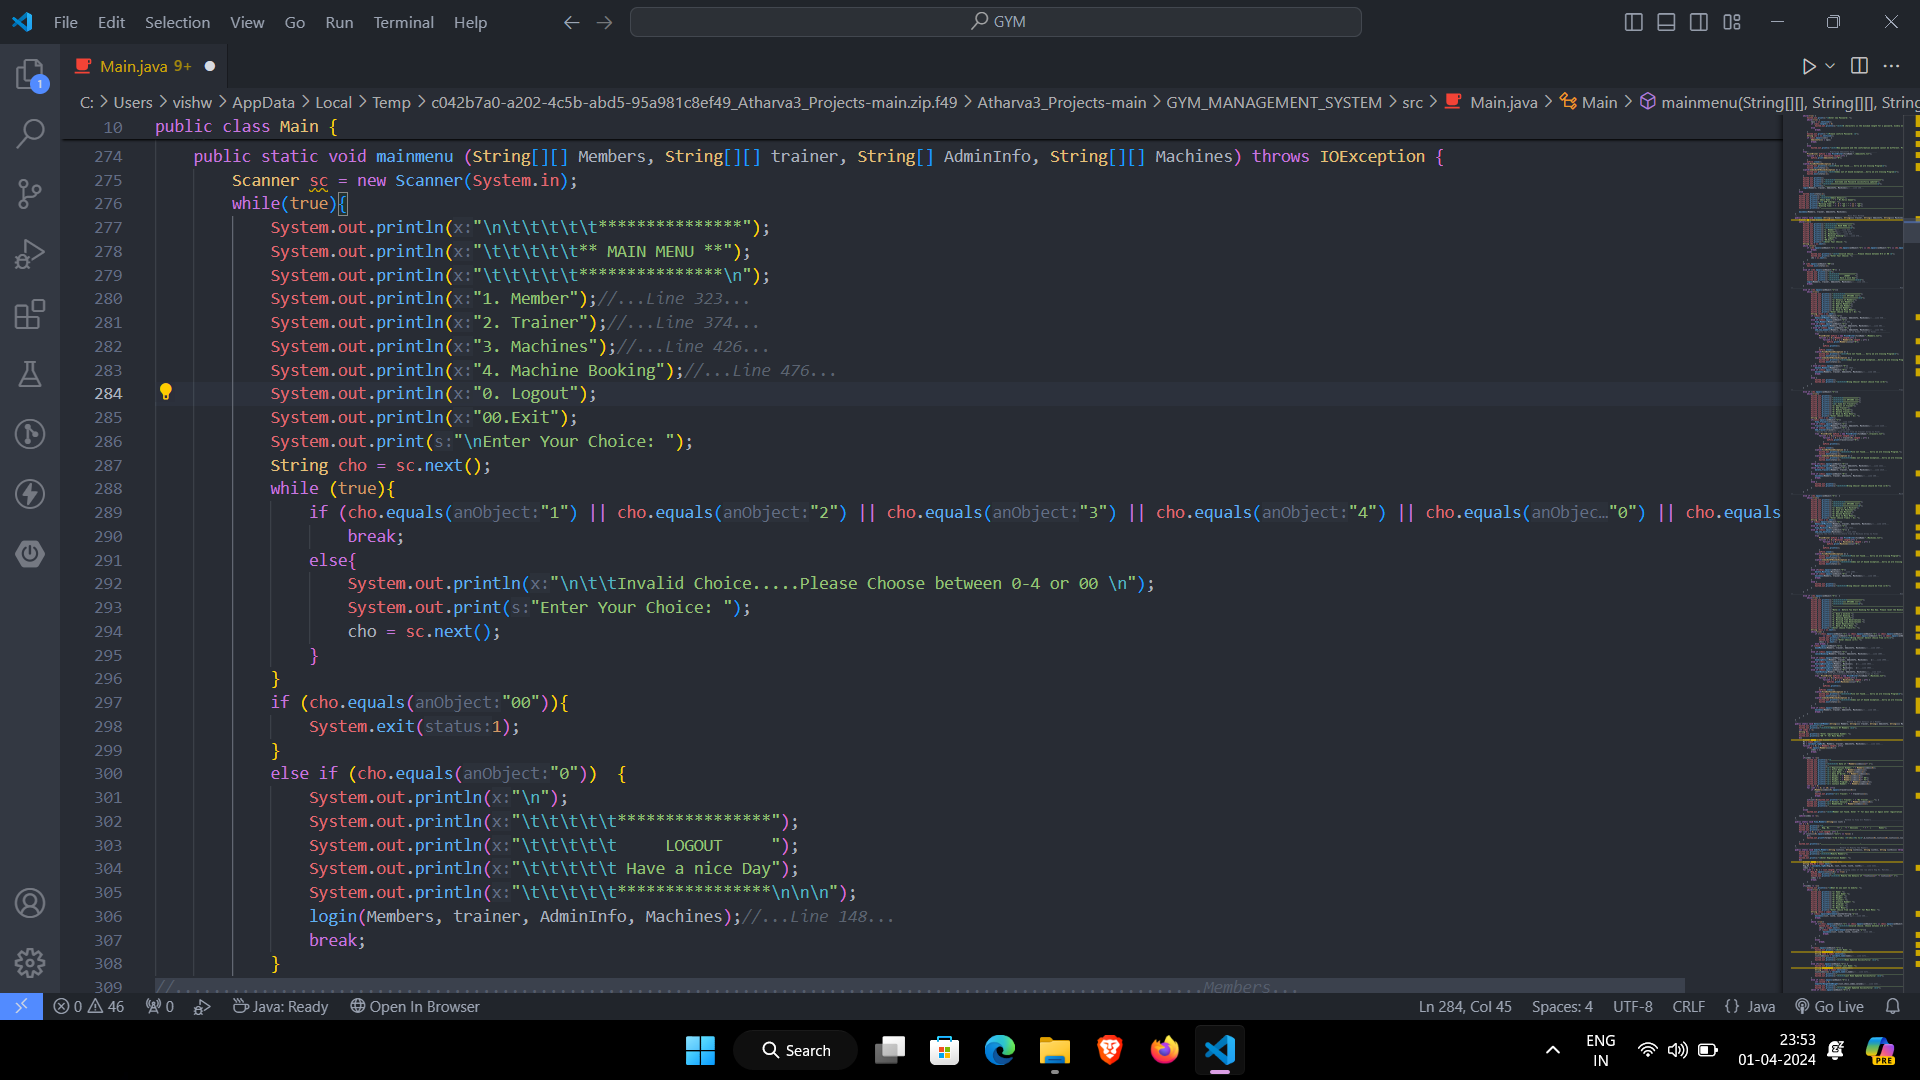 File Edit Selection View Go Run Terminal Help
GYM
Main.java 9+
1
C: > Users > vishw > AppData > Local > Temp > c042b7a0-a202-4c5b-abd5-95a981c8ef49_Atharva3_Projects-main.zip.f49 > Atharva3_Projects-main > GYM_MANAGEMENT_SYSTEM > src > Main.java > Main > mainmenu(String[][], String[][], String
10 public class Main {
274 public static void mainmenu (String[][] Members, String[][] trainer, String[] AdminInfo, String[][] Machines) throws IOException {
275 Scanner sc = new Scanner(System.in);
276 while(true){
277 System.out.println(x:"\n\t\t\t\t\t***************");
278 System.out.println(x:"\t\t\t\t\t** MAIN MENU **");
279 System.out.println(x:"\t\t\t\t\t***************\n");
280 System.out.println(x:"1. Member");//...Line 323...
281 System.out.println(x:"2. Trainer");//...Line 374...
282 System.out.println(x:"3. Machines");//...Line 426...
283 System.out.println(x:"4. Machine Booking");//...Line 476...
284 System.out.println(x:"0. Logout");
285 System.out.println(x:"00.Exit");
286 System.out.print(s:"\nEnter Your Choice: ");
287 String cho = sc.next();
288 while (true){
289 if (cho.equals(anObject:"1") || cho.equals(anObject:"2") || cho.equals(anObject:"3") || cho.equals(anObject:"4") || cho.equals(anObjec…"0") || cho.equals
290 break;
291 else{
292 System.out.println(x:"\n\t\tInvalid Choice.....Please Choose between 0-4 or 00 \n");
293 System.out.print(s:"Enter Your Choice: ");
294 cho = sc.next();
295 }
296 }
297 if (cho.equals(anObject:"00")){
298 System.exit(status:1);
299 }
300 else if (cho.equals(anObject:"0"))  {
301 System.out.println(x:"\n");
302 System.out.println(x:"\t\t\t\t\t****************");
303 System.out.println(x:"\t\t\t\t\t     LOGOUT     ");
304 System.out.println(x:"\t\t\t\t\t Have a nice Day");
305 System.out.println(x:"\t\t\t\t\t****************\n\n\n");
306 login(Members, trainer, AdminInfo, Machines);//...Line 148...
307 break;
308 }
309 //...Members...
0 46 0 Java: Ready Open In Browser Ln 284, Col 45 Spaces: 4 UTF-8 CRLF {} Java Go Live
Search
ENG
IN
23:53
01-04-2024
PRE